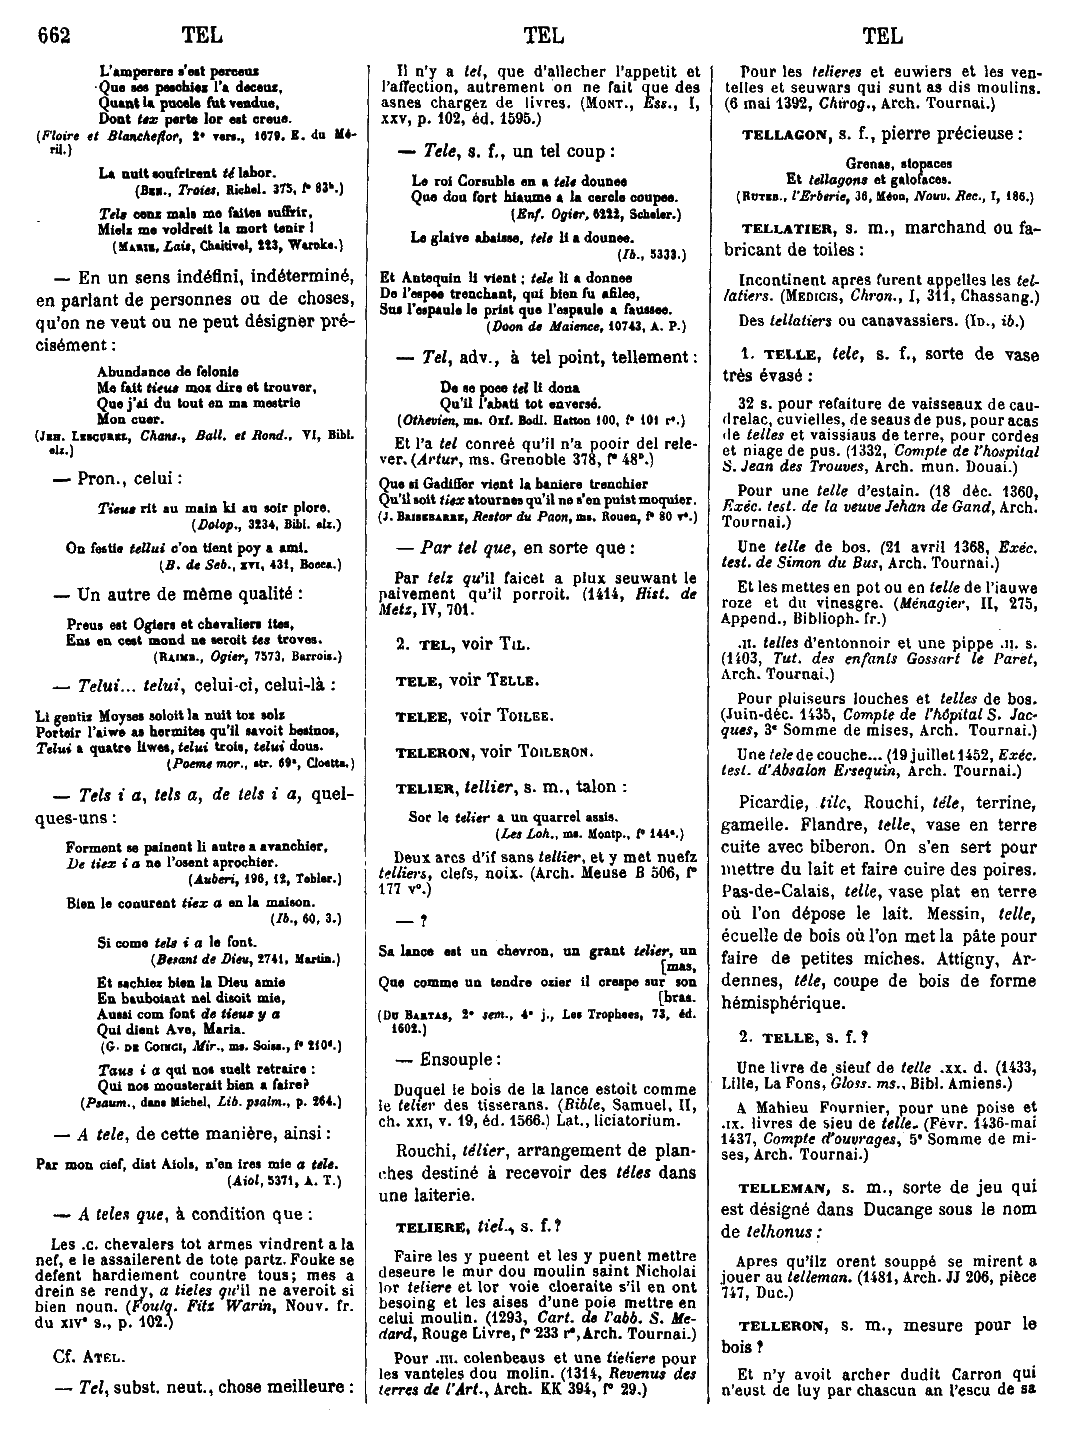 662 TEL TEL TEL
L'amperere s'est perceus
Que ses peschiez l'a deceus,
Quant la pucele fut vendue,
Dont tex perte lor est creue.
(Floire et Blancheflor, 2e vers., 1679. E. du Mé-
ril.)
La nuit soufrirent té labor.
(Ben., Troies, Richel. 375, fo 83b.)
Tels cenz mals me faites suffrir,
Mielz me voldreit la mort tenir !
(Marie, Lais, Chaitivel, 223, Warnke.)
— En un sens indéfini, indéterminé,
en parlant de personnes ou de choses,
qu'on ne veut ou ne peut désigner pré-
cisément :
Abundance de felonie
Me fait tieus mox dire et trouver,
Que j'ai du tout en ma mestrie
Mon cuer.
(Jeh. Lescurel, Chans., Ball. et Rond., VI, Bibl.
elz.)
— Pron., celui :
Tieus rit au main ki au soir plore.
(Dolop., 3234, Bibl. elz.)
On festie tellui c'on tient poy a ami.
(B. de Seb., xvi, 431, Bocca.)
— Un autre de même qualité :
Preus est Ogiers et chevaliers ites,
Ens en cest mond ne seroit tes troves.
(Raimb., Ogier, 7573, Barrois.)
— Telui... telui, celui-ci, celui-là :
Li gentiz Moyses soloit la nuit toz solz
Porteir l'aiwe as hermites qu'il savoit besinos,
Telui a quatre liwes, telui trois, telui dous.
(Poeme mor., str. 69a, Cloetta.)
— Tels i a, tels a, de tels i a, quel-
ques-uns :
Forment se painent li autre a avanchier,
De tiex i a ne l'osent aprochier.
(Auberi, 196, 12, Tobler.)
Bien le conurent tiex a en la maison.
(Ib., 60, 3.)
Si come tels i a le font.
(Besant de Dieu, 2741, Martin.)
Et sachiez bien la Dieu amie
En bauboiant nel disoit mie,
Aussi com font de tieus y a
Qui dient Ave, Maria.
(G. de Coinci, Mir., ms. Soiss., fo 210d.)
Taus i a qui nos suelt retraire :
Qui nos mousterait bien a faire?
(Psaum., dans Michel, Lib. psalm., p. 264.)
— A tele, de cette manière, ainsi :
Par mon cief, dist Aiols, n'en ires mie a tele.
(Aiol, 5371, A. T.)
— A teles que, à condition que :
Les .c. chevalers tot armes vindrent a la
nef, e le assailerent de tote partz. Fouke se
defent hardiement countre tous; mes a
drein se rendy, a tieles qu'il ne averoit si
bien noun. (Foulq. Fitz Warin, Nouv. fr.
du xive s., p. 102.)
Cf. Atel.
— Tel, subst. neut., chose meilleure :
Il n'y a tel, que d'allecher l'appetit et
l'affection, autrement on ne fait que des
asnes chargez de livres. (Mont., Ess., I,
xxv, p. 102, éd. 1595.)
— Tele, s. f., un tel coup :
Le roi Corsuble en a tele dounee
Que dou fort hiaume a la cercle coupee.
(Enf. Ogier, 6222, Scheler.)
Le glaive abaisse, tele li a dounee.
(Ib., 5333.)
Et Antequin li vient ; tele li a donnee
De l'espee trenchant, qui bien fu afilee,
Sus l'espaule le prist que l'espaule a faussee.
(Doon de Maience, 10743, A. P.)
— Tel, adv., à tel point, tellement :
De se poee tel li dona
Qu'il l'abati tot enversé.
(Othevien, ms. Oxf. Bodl. Hatton 100, fo 101 ro.)
Et l'a tel conreé qu'il n'a pooir del rele-
ver. (Artur, ms. Grenoble 378, fo 48b.)
Que si Gadiffer vient la baniere trenchier
Qu'il soit tiex atournes qu'il ne s'en puist moquier.
(J. Brisebarre, Restor du Paon, ms. Rouen, fo 80 vo.)
— Par tel que, en sorte que :
Par telz qu'il faicet a plux seuwant le
paivement qu'il porroit. (1414, Hist. de
Metz, IV, 701.
2. TEL, voir Til.
TELE, voir Telle.
TELEE, voir Toilee.
TELERON, voir Toileron.
TELIER, tellier, s. m., talon :
Sor le telier a un quarrel assis.
(Les Loh., ms. Montp., fo 144a.)
Deux arcs d'if sans tellier, et y met nuefz
telliers, clefs, noix. (Arch. Meuse B 506, fo
177 vo.)
— ?
Sa lance est un chevron, un grant telier, un
[mas,
Que comme un tendre ozier il crespe sur son
[bras.
(Du Bartas, 2e sem., 4e j., Les Trophees, 73, éd.
1602.)
— Ensouple :
Duquel le bois de la lance estoit comme
le telier des tisserans. (Bible, Samuel, II,
ch. xxi, v. 19, éd. 1566.) Lat., liciatorium.
Rouchi, télier, arrangement de plan-
ches destiné à recevoir des téles dans
une laiterie.
TELIERE, tiel., s. f. ?
Faire les y pueent et les y puent mettre
deseure le mur dou moulin saint Nicholai
lor teliere et lor voie cloeraite s'il en ont
besoing et les aises d'une poie mettre en
celui moulin. (1293, Cart. de l'abb. S. Me-
dard, Rouge Livre, fo 233 ro, Arch. Tournai.)
Pour .iii. colenbeaus et une tieliere pour
les vanteles dou molin. (1314, Revenus des
terres de l'Art., Arch. KK 394, fo 29.)
Pour les telieres et euwiers et les ven-
telles et seuwars qui sunt as dis moulins.
(6 mai 1392, Chirog., Arch. Tournai.)
TELLAGON, s. f., pierre précieuse :
Grenas, stopaces
Et tellagons et galofaces.
(Ruteb., l'Erberie, 36, Méon, Nouv. Rec., I, 186.)
TELLATIER, s. m., marchand ou fa-
bricant de toiles :
Incontinent apres furent appelles les tel-
latiers. (Medicis, Chron., I, 311, Chassang.)
Des tellatiers ou canavassiers. (Id., ib.)
1. TELLE, tele, s. f., sorte de vase
très évasé :
32 s. pour refaiture de vaisseaux de cau-
drelac, cuvielles, de seaus de pus, pour acas
de telles et vaissiaus de terre, pour cordes
et niage de pus. (1332, Compte de l'hospital
S. Jean des Trouves, Arch. mun. Douai.)
Pour une telle d'estain. (18 déc. 1360,
Exéc. test. de la veuve Jehan de Gand, Arch.
Tournai.)
Une telle de bos. (21 avril 1368, Exéc.
test. de Simon du Bus, Arch. Tournai.)
Et les mettes en pot ou en telle de l'iauwe
roze et du vinesgre. (Ménagier, II, 275,
Append., Biblioph. fr.)
.ii. telles d'entonnoir et une pippe .ii. s.
(1403, Tut. des enfants Gossart le Paret,
Arch. Tournai.)
Pour pluiseurs louches et telles de bos.
(Juin-déc. 1435, Compte de l'hôpital S. Jac-
ques, 3e Somme de mises, Arch. Tournai.)
Une tele de couche... (19 juillet 1452, Exéc.
test. d'Absalon Ersequin, Arch. Tournai.)
Picardie, tile, Rouchi, téle, terrine,
gamelle. Flandre, telle, vase en terre
cuite avec biberon. On s'en sert pour
mettre du lait et faire cuire des poires.
Pas-de-Calais, telle, vase plat en terre
où l'on dépose le lait. Messin, telle,
écuelle de bois où l'on met la pâte pour
faire de petites miches. Attigny, Ar-
dennes, téle, coupe de bois de forme
hémisphérique.
2. TELLE, s. f. ?
Une livre de sieuf de telle .xx. d. (1433,
Lille, La Fons, Gloss. ms., Bibl. Amiens.)
A Mahieu Fournier, pour une poise et
.ix. livres de sieu de telle. (Févr. 1436-mai
1437, Compte d'ouvrages, 5e Somme de mi-
ses, Arch. Tournai.)
TELLEMAN, s. m., sorte de jeu qui
est désigné dans Ducange sous le nom
de telhonus :
Apres qu'ilz orent souppé se mirent a
jouer au telleman. (1481, Arch. JJ 206, pièce
747, Duc.)
TELLERON, s. m., mesure pour le
bois ?
Et n'y avoit archer dudit Carron qui
n'eust de luy par chascun an l'escu de sa